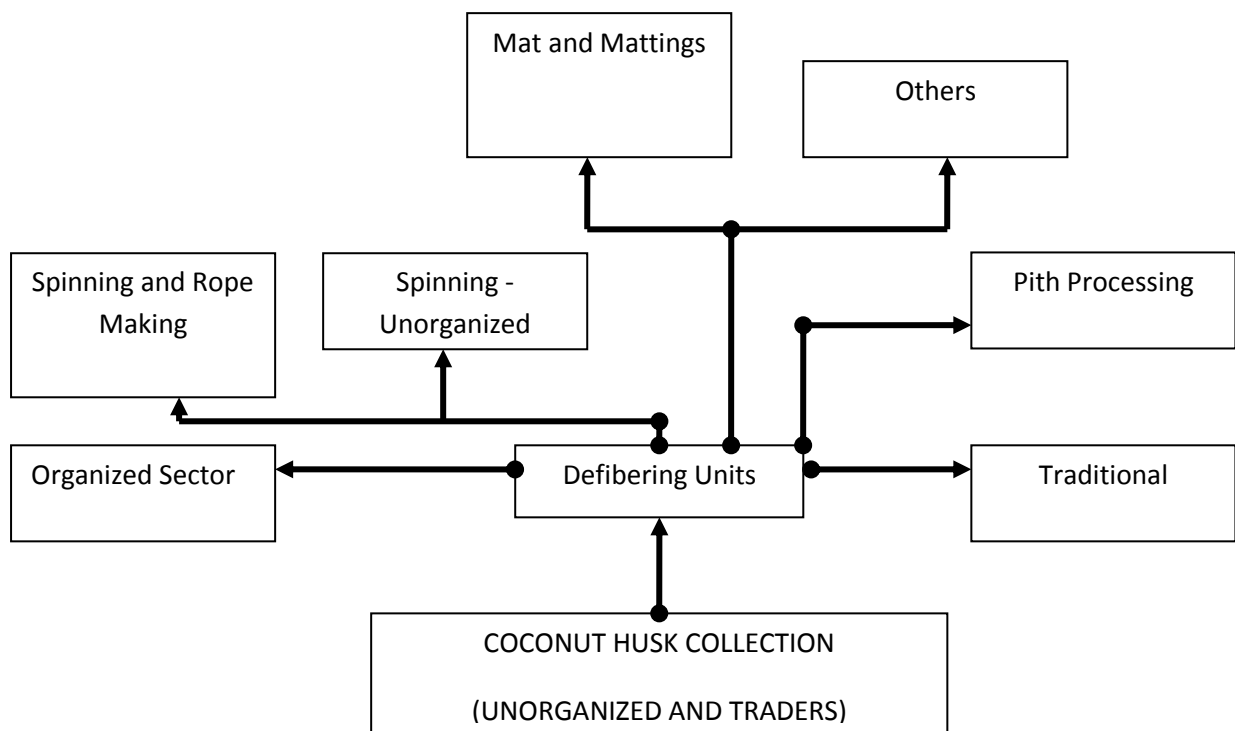 Mat and Mattings
Others
Spinning and Rope
Making
Spinning -
Unorganized
Pith Processing
Organized Sector
Defibering Units
Traditional
COCONUT HUSK COLLECTION
(UNORGANIZED AND TRADERS)